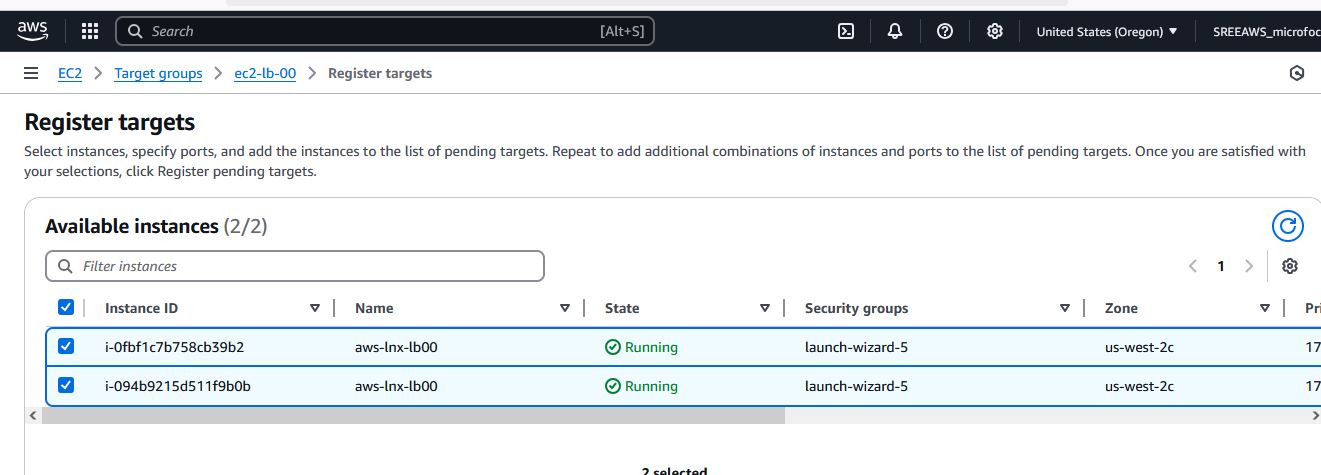 aws Search [Alt+S] United States (Oregon) SREEAWS_microfoc
EC2 Target groups ec2-lb-00 Register targets
Register targets
Select instances, specify ports, and add the instances to the list of pending targets. Repeat to add additional combinations of instances and ports to the list of pending targets. Once you are satisfied with
your selections, click Register pending targets.
Available instances (2/2)
Filter instances
1
Instance ID Name State Security groups Zone Pri
i-0fbf1c7b758cb39b2 aws-lnx-lb00 Running launch-wizard-5 us-west-2c 17
i-094b9215d511f9b0b aws-lnx-lb00 Running launch-wizard-5 us-west-2c 17
2 selected